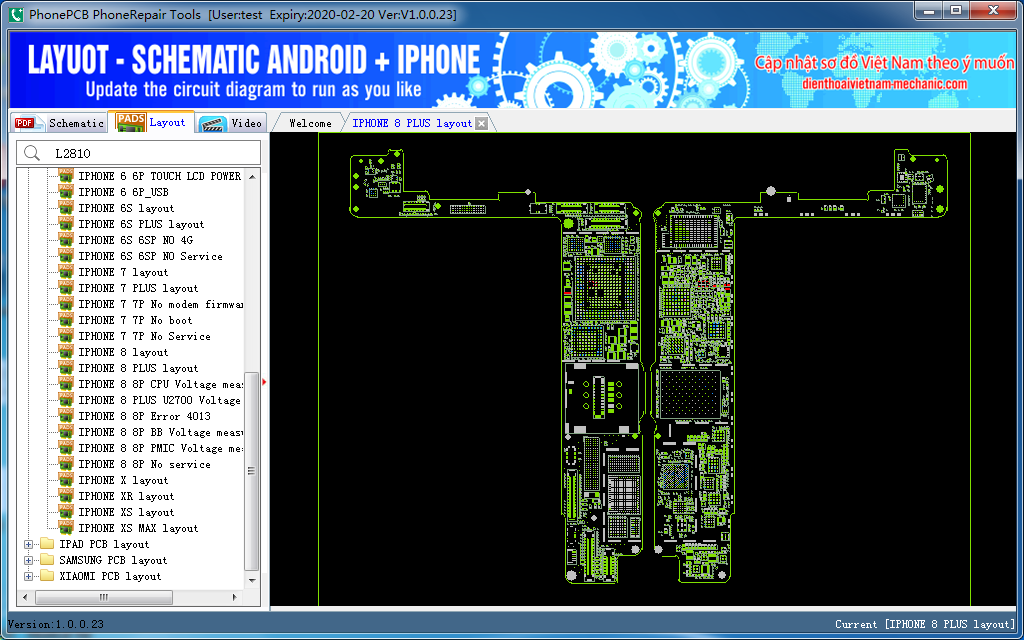 PhonePCB PhoneRepair Tools [User:test Expiry:2020-02-20 Ver:V1.0.0.23]
LAYUOT - SCHEMATIC ANDROID + IPHONE
Update the circuit diagram to run as you like
Cập nhật sơ đồ Việt Nam theo ý muốn
dienthoaivietnam-mechanic.com
PDF Schematic PADS Layout Video Welcome IPHONE 8 PLUS layout
L2810
IPHONE 6 6P TOUCH LCD POWER
IPHONE 6 6P_USB
IPHONE 6S layout
IPHONE 6S PLUS layout
IPHONE 6S 6SP NO 4G
IPHONE 6S 6SP NO Service
IPHONE 7 layout
IPHONE 7 PLUS layout
IPHONE 7 7P No modem firmwar
IPHONE 7 7P No boot
IPHONE 7 7P No Service
IPHONE 8 layout
IPHONE 8 PLUS layout
IPHONE 8 8P CPU Voltage meas
IPHONE 8 PLUS U2700 Voltage
IPHONE 8 8P Error 4013
IPHONE 8 8P BB Voltage measu
IPHONE 8 8P PMIC Voltage me
IPHONE 8 8P No service
IPHONE X layout
IPHONE XR layout
IPHONE XS layout
IPHONE XS MAX layout
IPAD PCB layout
SAMSUNG PCB layout
XIAOMI PCB layout
Version:1.0.0.23
Current [IPHONE 8 PLUS layout]